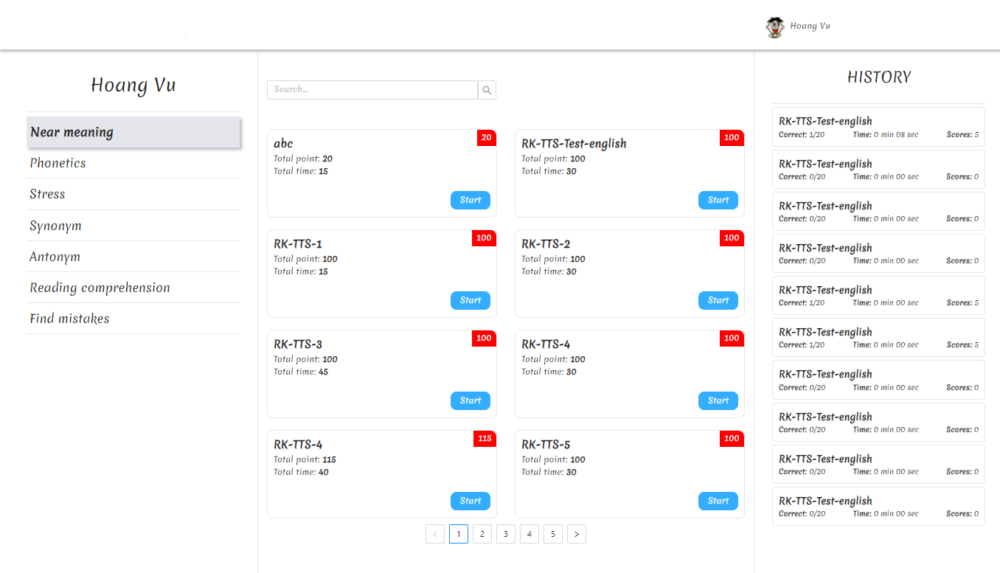 Hoang Vu
Hoang Vu
Near meaning
Phonetics
Stress
Synonym
Antonym
Reading comprehension
Find mistakes
Search...
abc
20
Total point: 20
Total time: 15
Start
RK-TTS-Test-english
100
Total point: 100
Total time: 30
Start
RK-TTS-1
100
Total point: 100
Total time: 15
Start
RK-TTS-2
100
Total point: 100
Total time: 30
Start
RK-TTS-3
100
Total point: 100
Total time: 45
Start
RK-TTS-4
100
Total point: 100
Total time: 30
Start
RK-TTS-4
115
Total point: 115
Total time: 40
Start
RK-TTS-5
100
Total point: 100
Total time: 30
Start
< 1 2 3 4 5 >
HISTORY
RK-TTS-Test-english
Correct: 1/20 Time: 0 min 08 sec Scores: 5
RK-TTS-Test-english
Correct: 0/20 Time: 0 min 00 sec Scores: 0
RK-TTS-Test-english
Correct: 0/20 Time: 0 min 00 sec Scores: 0
RK-TTS-Test-english
Correct: 0/20 Time: 0 min 00 sec Scores: 0
RK-TTS-Test-english
Correct: 1/20 Time: 0 min 00 sec Scores: 5
RK-TTS-Test-english
Correct: 1/20 Time: 0 min 00 sec Scores: 5
RK-TTS-Test-english
Correct: 0/20 Time: 0 min 00 sec Scores: 0
RK-TTS-Test-english
Correct: 0/20 Time: 0 min 00 sec Scores: 0
RK-TTS-Test-english
Correct: 0/20 Time: 0 min 00 sec Scores: 0
RK-TTS-Test-english
Correct: 0/20 Time: 0 min 00 sec Scores: 0